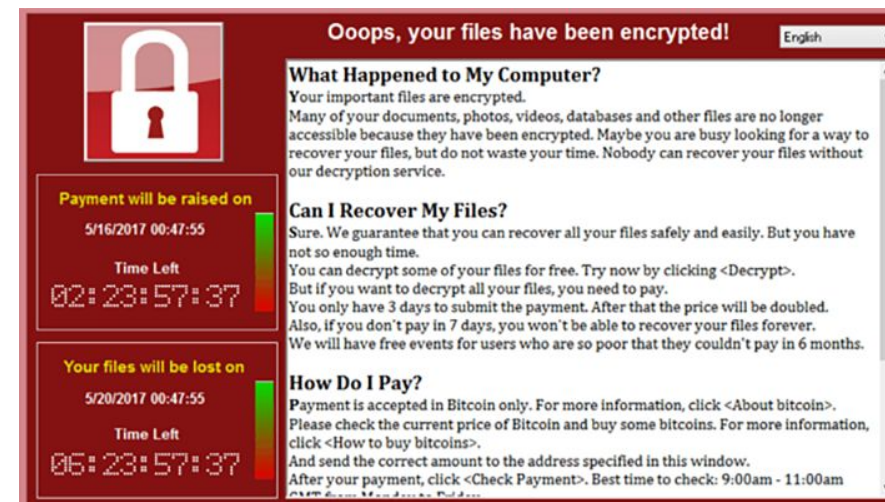 Ooops, your files have been encrypted!
English
Payment will be raised on
5/16/2017 00:47:55
Time Left
02:23:57:37
Your files will be lost on
5/20/2017 00:47:55
Time Left
06:23:57:37
What Happened to My Computer?
Your important files are encrypted.
Many of your documents, photos, videos, databases and other files are no longer
accessible because they have been encrypted. Maybe you are busy looking for a way to
recover your files, but do not waste your time. Nobody can recover your files without
our decryption service.
Can I Recover My Files?
Sure. We guarantee that you can recover all your files safely and easily. But you have
not so enough time.
You can decrypt some of your files for free. Try now by clicking <Decrypt>.
But if you want to decrypt all your files, you need to pay.
You only have 3 days to submit the payment. After that the price will be doubled.
Also, if you don't pay in 7 days, you won't be able to recover your files forever.
We will have free events for users who are so poor that they couldn't pay in 6 months.
How Do I Pay?
Payment is accepted in Bitcoin only. For more information, click <About bitcoin>.
Please check the current price of Bitcoin and buy some bitcoins. For more information,
click <How to buy bitcoins>.
And send the correct amount to the address specified in this window.
After your payment, click <Check Payment>. Best time to check: 9:00am - 11:00am